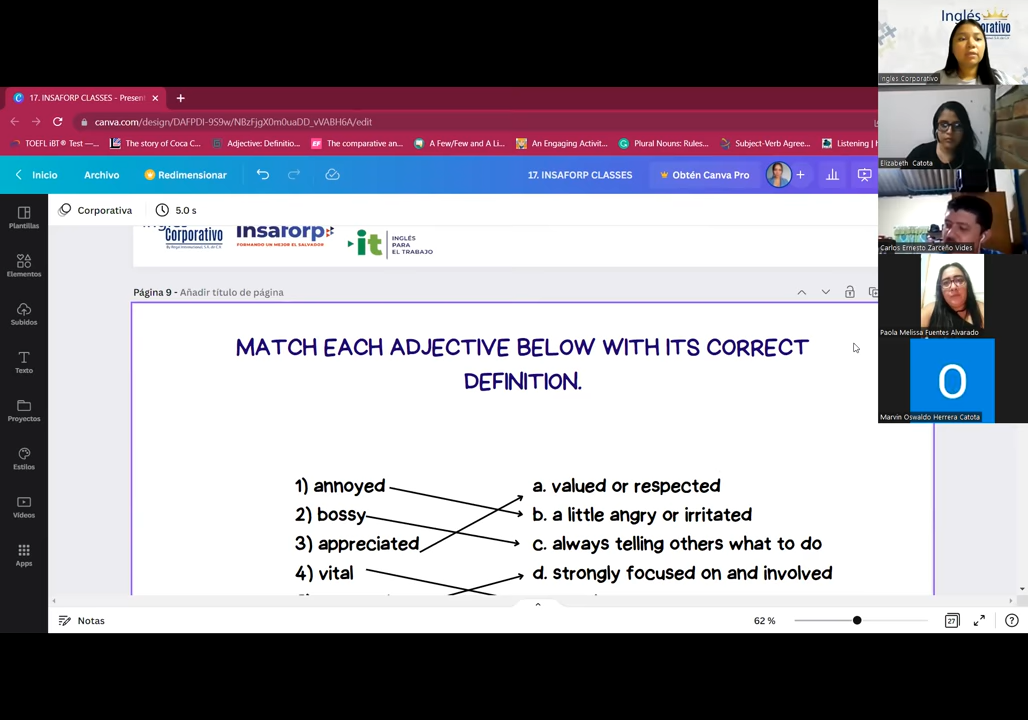 Inglés
Corporativo
Ingles Corporativo
17. INSAFORP CLASSES - Present
canva.com/design/DAFPDI-9S9w/NBzFjgX0m0uaDD_vVABH6A/edit
TOEFL iBT® Test —...
The story of Coca C...
Adjective: Definitio...
The comparative an...
A Few/Few and A Li...
An Engaging Activit...
Plural Nouns: Rules...
Subject-Verb Agree...
Listening | h
Elizabeth Catota
Inicio
Archivo
Redimensionar
17. INSAFORP CLASSES
Obtén Canva Pro
Plantillas
Corporativa
5.0 s
Corporativo
insaforp
FORMANDO UN MEJOR EL SALVADOR
it
INGLÉS
PARA
EL TRABAJO
Carlos Ernesto Zarceño Vides
Elementos
Página 9 - Añadir título de página
Subidos
Paola Melissa Fuentes Alvarado
MATCH EACH ADJECTIVE BELOW WITH ITS CORRECT
DEFINITION.
Texto
O
Proyectos
Marvin Oswaldo Herrera Catota
Estilos
1) annoyed
a. valued or respected
2) bossy
b. a little angry or irritated
Vídeos
3) appreciated
c. always telling others what to do
Apps
4) vital
d. strongly focused on and involved
Notas
62 %
27